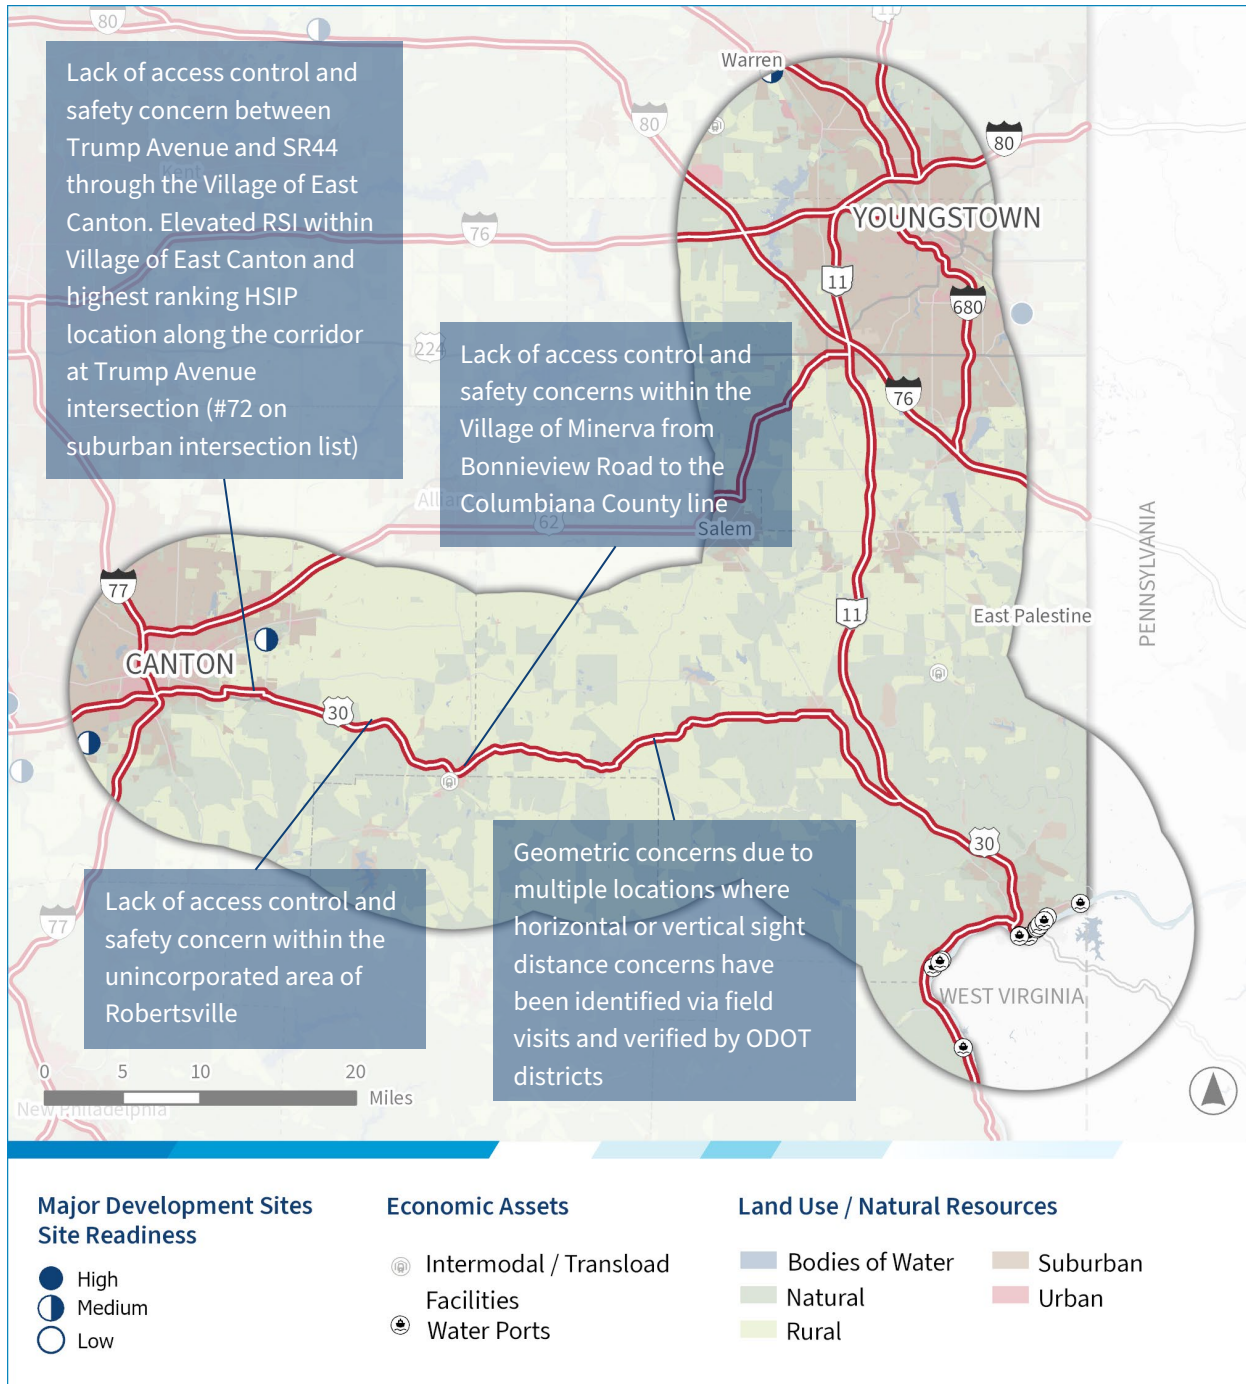 80
11
Warren
80
80
Lack of access control and
safety concern between
Trump Avenue and SR44
through the Village of East
Canton. Elevated RSI within
Village of East Canton and
highest ranking HSIP
location along the corridor
at Trump Avenue
intersection (#72 on
suburban intersection list)
Kent
76
YOUNGSTOWN
11
680
224
Lack of access control and
safety concerns within the
Village of Minerva from
Bonnieview Road to the
Columbiana County line
76
62
Salem
PENNSYLVANIA
77
11
East Palestine
CANTON
30
30
Geometric concerns due to
multiple locations where
horizontal or vertical sight
distance concerns have
been identified via field
visits and verified by ODOT
districts
77
Lack of access control and
safety concern within the
unincorporated area of
Robertsville
WEST VIRGINIA
0 5 10 20
Miles
New Philadelphia
Major Development Sites
Site Readiness
High
Medium
Low
Economic Assets
Intermodal / Transload
Facilities
Water Ports
Land Use / Natural Resources
Bodies of Water
Natural
Rural
Suburban
Urban